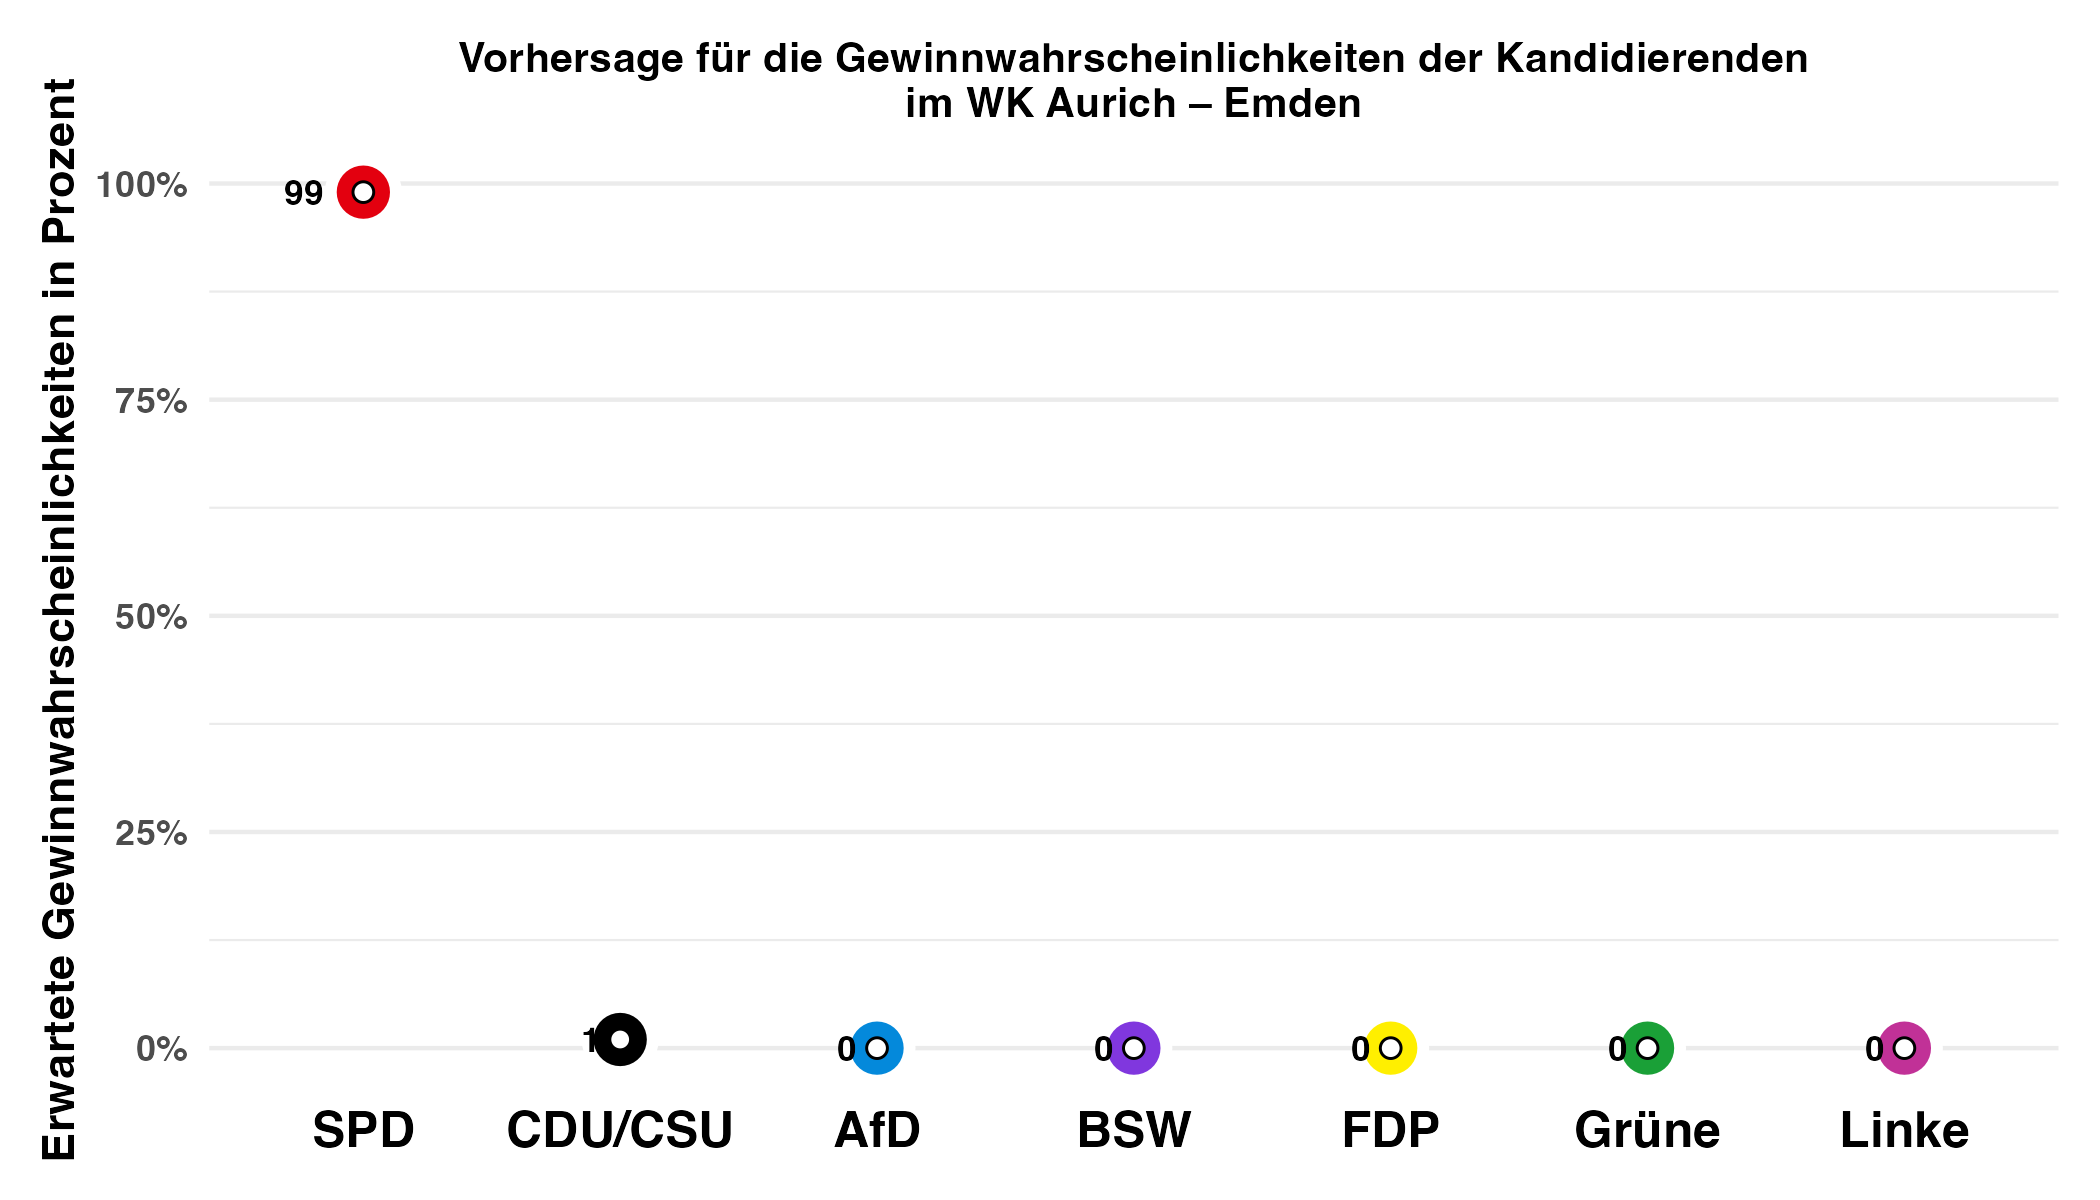 Vorhersage für die Gewinnwahrscheinlichkeiten der Kandidierenden
im WK Aurich – Emden
Erwartete Gewinnwahrscheinlichkeiten in Prozent
100%
75%
50%
25%
0%
99
1
0
0
0
0
0
SPD
CDU/CSU
AfD
BSW
FDP
Grüne
Linke